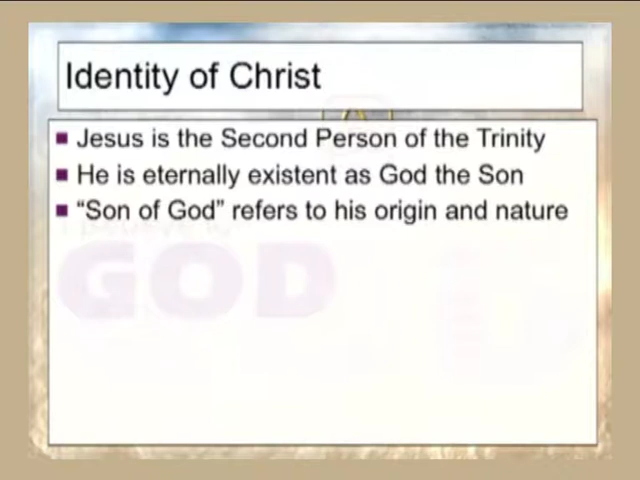 Identity of Christ
Jesus is the Second Person of the Trinity
He is eternally existent as God the Son
“Son of God” refers to his origin and nature
GOD